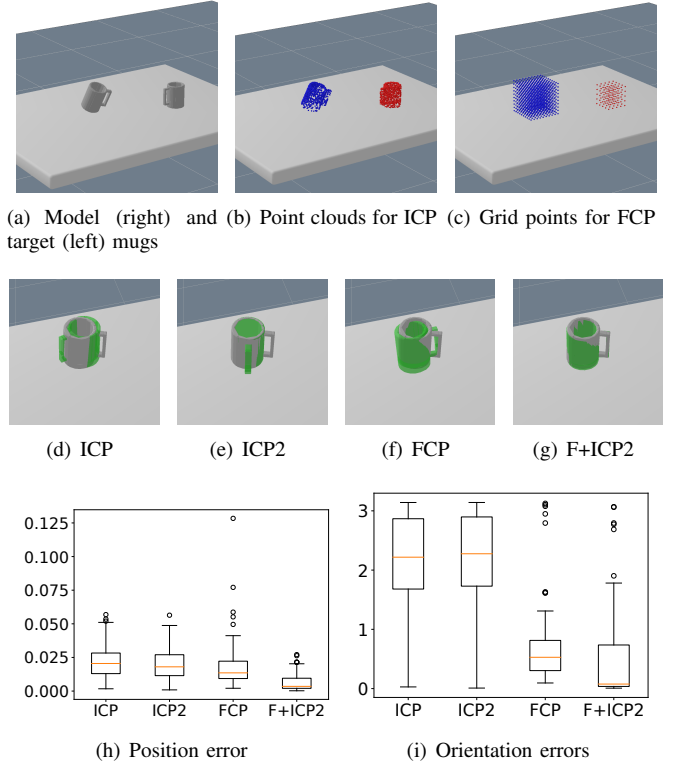 (a) Model (right) and
target (left) mugs
(b) Point clouds for ICP
(c) Grid points for FCP
(d) ICP
(e) ICP2
(f) FCP
(g) F+ICP2
0.125
0.100
0.075
0.050
0.025
0.000
ICP ICP2 FCP F+ICP2
(h) Position error
3
2
1
0
ICP ICP2 FCP F+ICP2
(i) Orientation errors